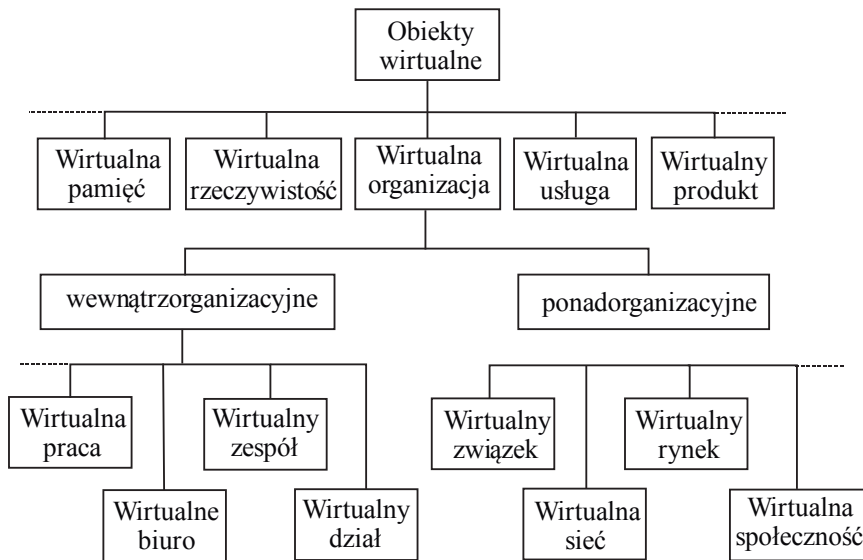 Obiekty
wirtualne
Wirtualna
pamięć
Wirtualna
rzeczywistość
Wirtualna
organizacja
Wirtualna
usługa
Wirtualny
produkt
wewnątrzorganizacyjne
ponadorganizacyjne
Wirtualna
praca
Wirtualny
zespół
Wirtualny
związek
Wirtualny
rynek
Wirtualne
biuro
Wirtualny
dział
Wirtualna
sieć
Wirtualna
społeczność